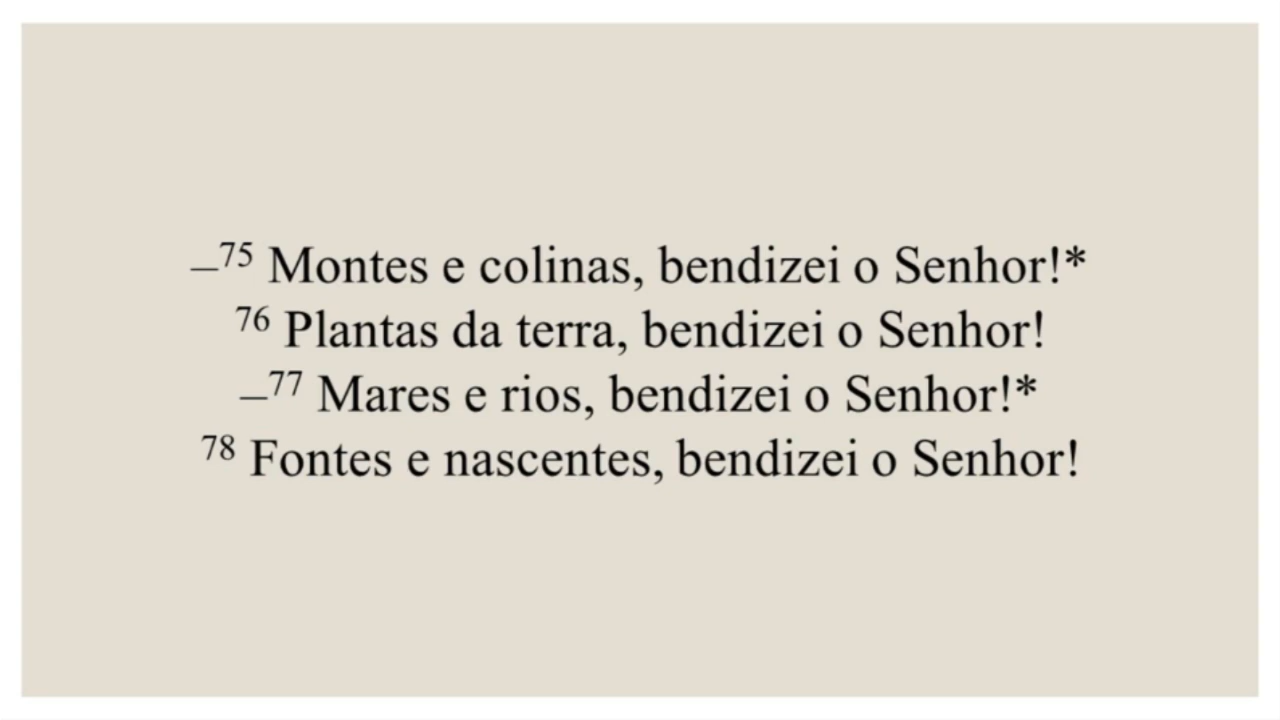 –⁷⁵ Montes e colinas, bendizei o Senhor!*
⁷⁶ Plantas da terra, bendizei o Senhor!
–⁷⁷ Mares e rios, bendizei o Senhor!*
⁷⁸ Fontes e nascentes, bendizei o Senhor!